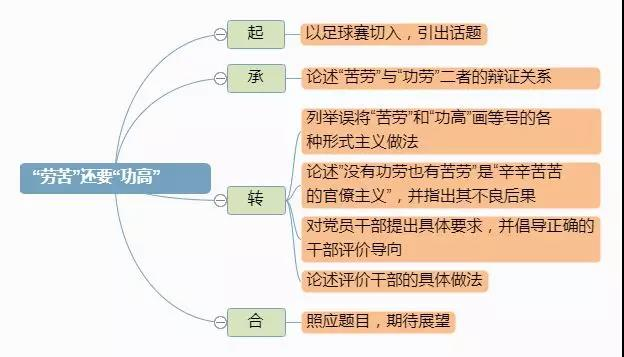 “劳苦”还要“功高”
起
以足球赛切入，引出话题
承
论述“苦劳”与“功劳”二者的辩证关系
转
列举误将“苦劳”和“功高”画等号的各
种形式主义做法
论述”没有功劳也有苦劳”是“辛辛苦苦
的官僚主义”，并指出其不良后果
对党员干部提出具体要求，并倡导正确的
干部评价导向
论述评价干部的具体做法
合
照应题目，期待展望